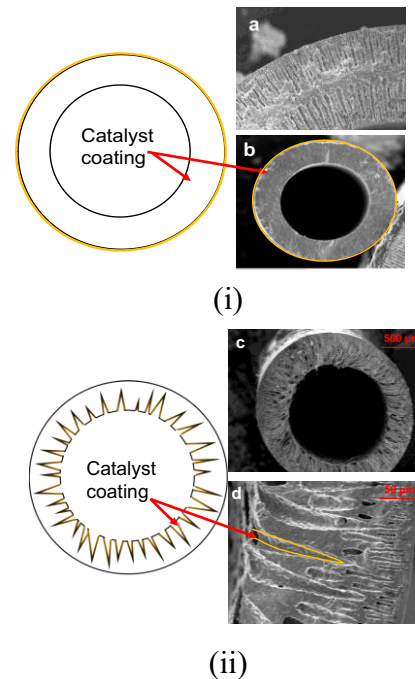 a
Catalyst
coating
b
(i)
c
500 μm
Catalyst
coating
d
50 μm
(ii)